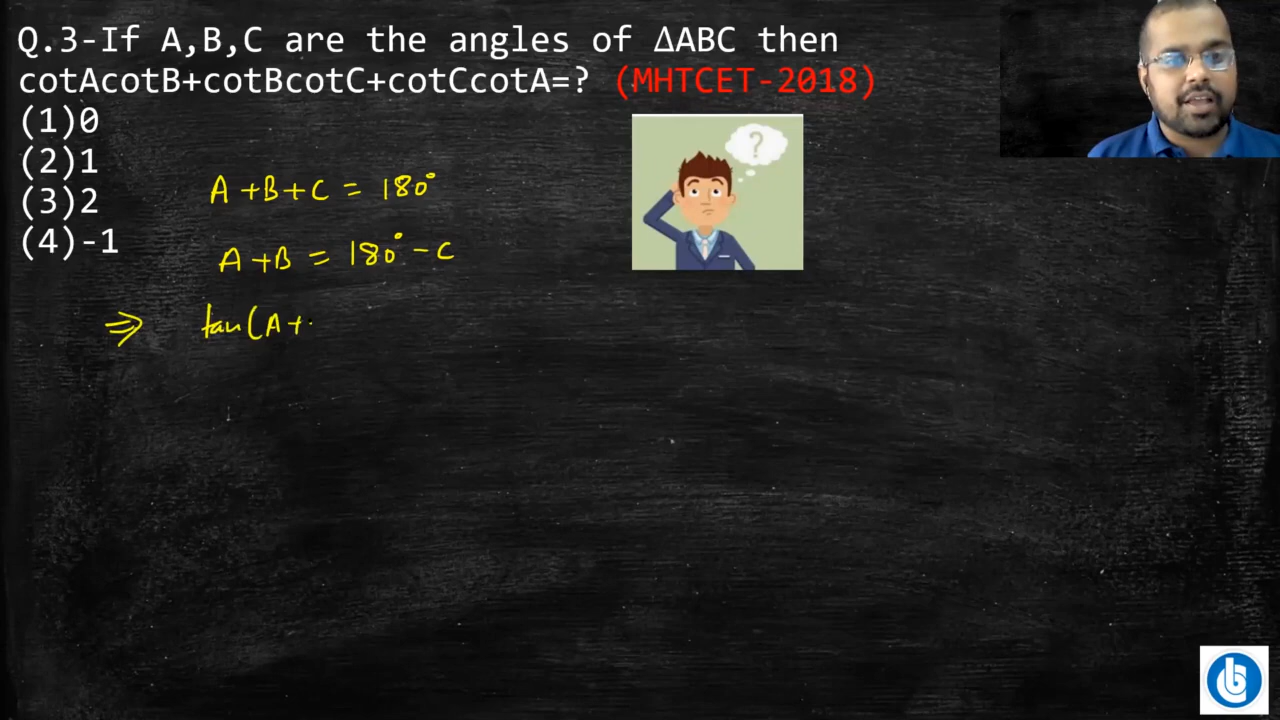 Q.3-If A,B,C are the angles of ΔABC then
cotAcotB+cotBcotC+cotCcotA=? (MHTCET-2018)
(1)0
(2)1
(3)2
(4)-1
?
A+B+C = 180°
A+B = 180°-C
⇒ tan(A+